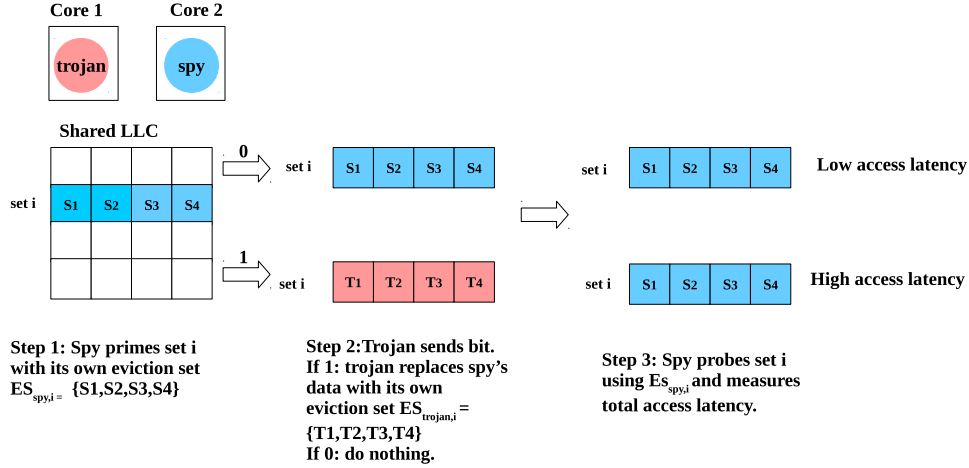 Core 1
Core 2
trojan
spy
Shared LLC
set i
S1 S2 S3 S4
0
1
set i
S1 S2 S3 S4
set i
T1 T2 T3 T4
set i
S1 S2 S3 S4
Low access latency
set i
S1 S2 S3 S4
High access latency
Step 1: Spy primes set i
with its own eviction set
ESspy,i = {S1,S2,S3,S4}
Step 2:Trojan sends bit.
If 1: trojan replaces spy’s
data with its own
eviction set EStrojan,i =
{T1,T2,T3,T4}
If 0: do nothing.
Step 3: Spy probes set i
using Esspy,i and measures
total access latency.